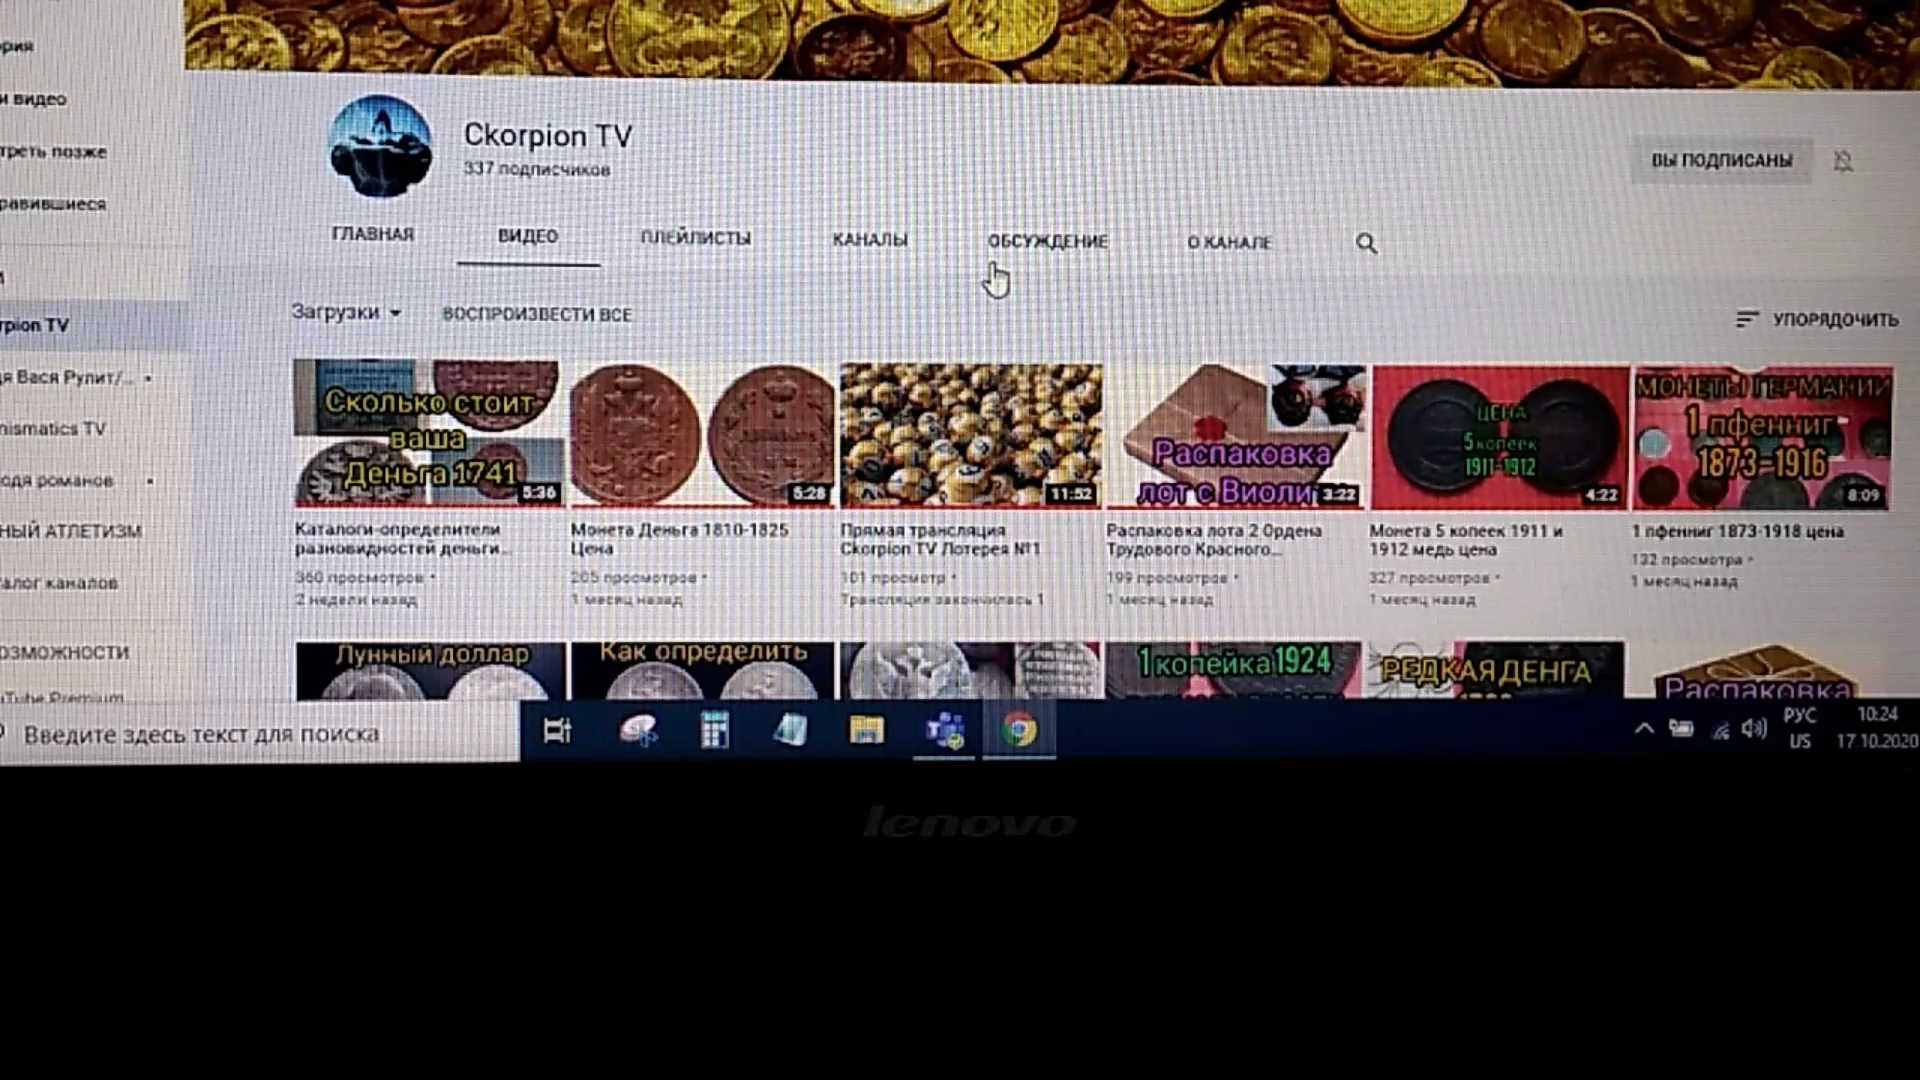 рия
и видео
треть позже
равившиеся
Ckorpion TV
337 подписчиков
ВЫ ПОДПИСАНЫ
ГЛАВНАЯ
ВИДЕО
ПЛЕЙЛИСТЫ
КАНАЛЫ
ОБСУЖДЕНИЕ
О КАНАЛЕ
Загрузки
ВОСПРОИЗВЕСТИ ВСЕ
УПОРЯДОЧИТЬ
rpion TV
дя Вася Рулит/...
nismatics TV
одя романов
НЫЙ АТЛЕТИЗМ
алог каналов
ОЗМОЖНОСТИ
uTube Premium
Сколько стоит
ваша
Деньга 1741
5:36
Каталоги-определители
разновидностей деньги...
360 просмотров •
2 недели назад
5:28
Монета Деньга 1810-1825
Цена
205 просмотров •
1 месяц назад
11:52
Прямая трансляция
Ckorpion TV Лотерея №1
101 просмотр •
Трансляция закончилась 1
Распаковка
лот с Виоли
3:22
Распаковка лота 2 Ордена
Трудового Красного...
199 просмотров •
1 месяц назад
ЦЕНА
5 копеек
1911-1912
4:22
Монета 5 копеек 1911 и
1912 медь цена
327 просмотров •
1 месяц назад
МОНЕТЫ ГЕРМАНИИ
1 пфенниг
1873-1916
8:09
1 пфенниг 1873-1918 цена
132 просмотра •
1 месяц назад
Лунный доллар
Как определить
1 копейка 1924
РЕДКАЯ ДЕНГА
Распаковка
Введите здесь текст для поиска
РУС
US
10:24
17.10.2020
lenovo